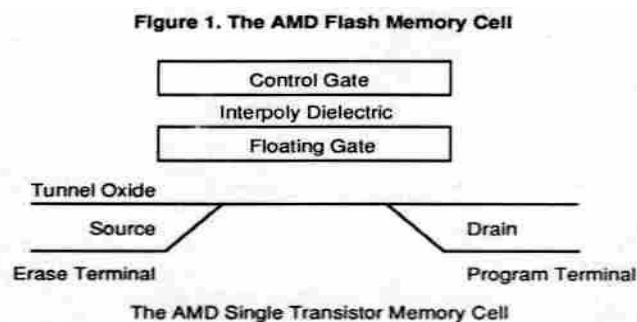 Figure 1. The AMD Flash Memory Cell
Control Gate
Interpoly Dielectric
Floating Gate
Tunnel Oxide
Source
Drain
Erase Terminal
Program Terminal
The AMD Single Transistor Memory Cell